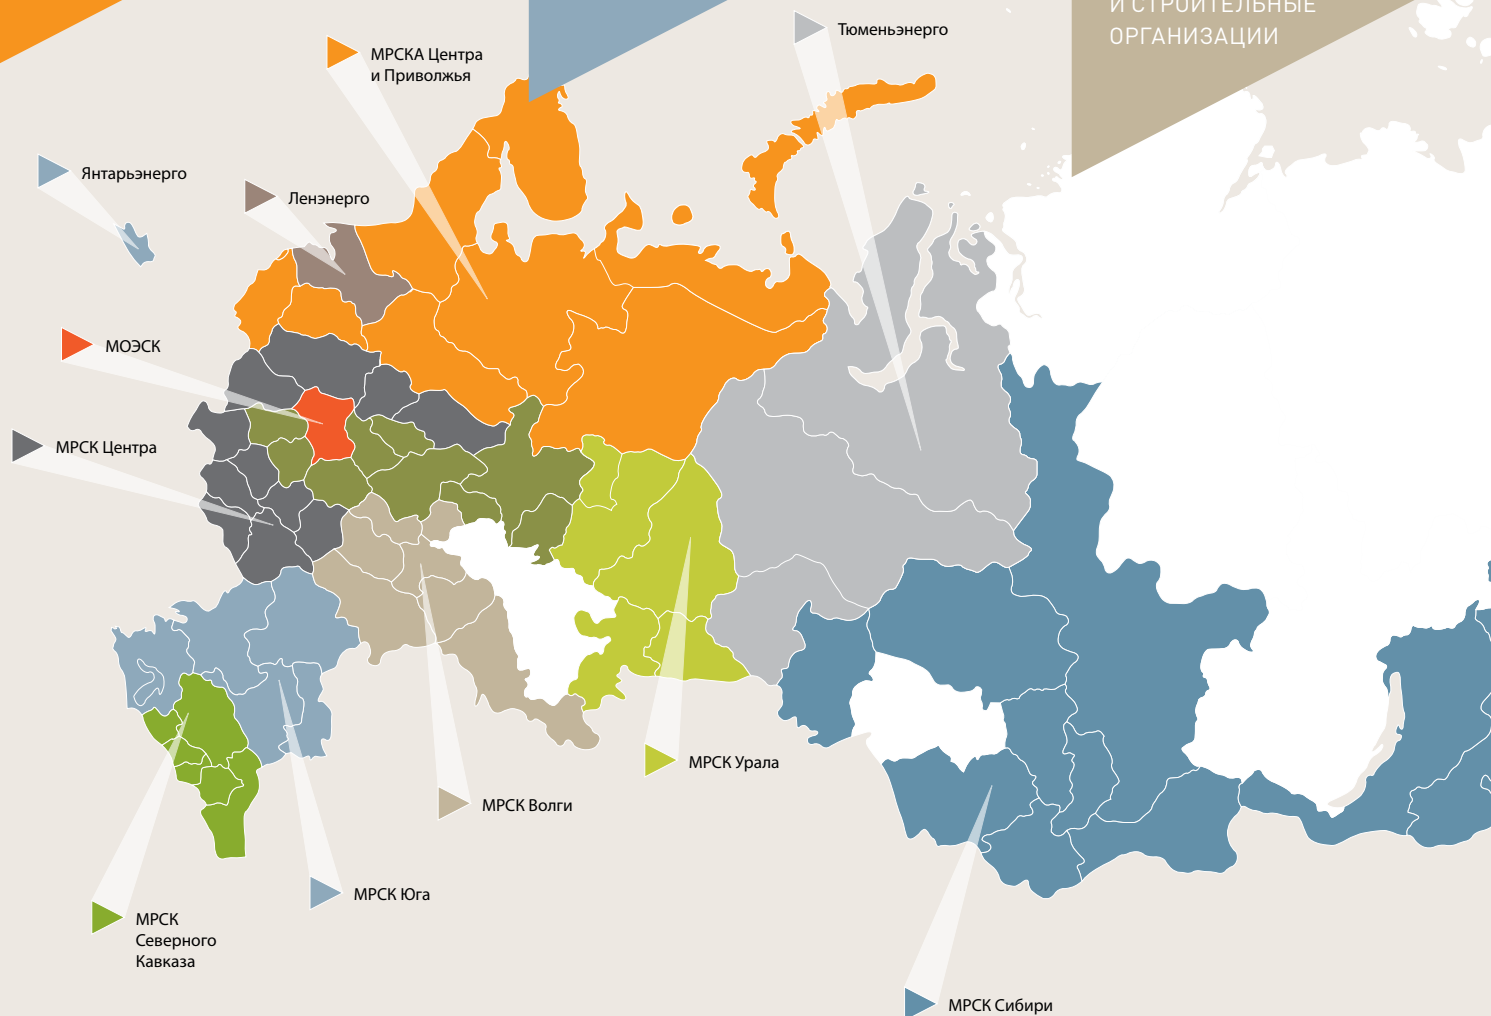 И СТРОИТЕЛЬНЫЕ
ОРГАНИЗАЦИИ
Тюменьэнерго
МРСКА Центра
и Приволжья
Янтарьэнерго
Ленэнерго
МОЭСК
МРСК Центра
МРСК Урала
МРСК Волги
МРСК Юга
МРСК
Северного
Кавказа
МРСК Сибири